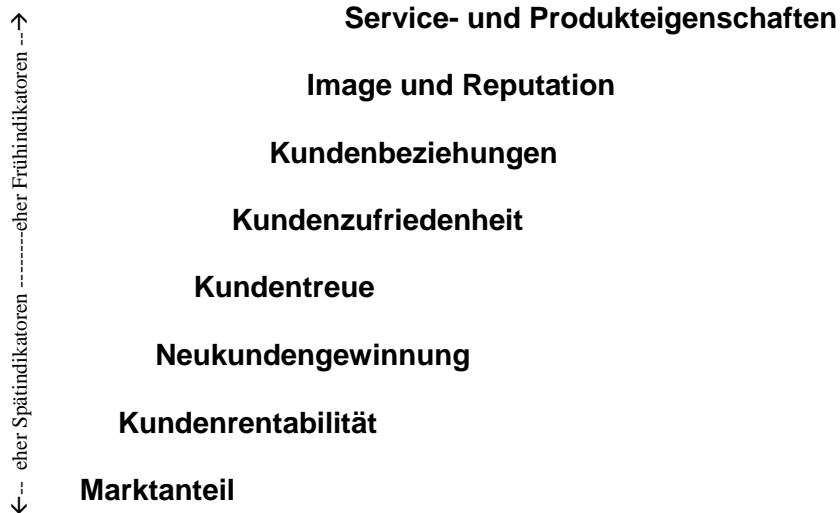 Service- und Produkteigenschaften
Image und Reputation
Kundenbeziehungen
Kundenzufriedenheit
Kundentreue
Neukundengewinnung
Kundenrentabilität
Marktanteil
<-- eher Spätindikatoren --------eher Frühindikatoren -->